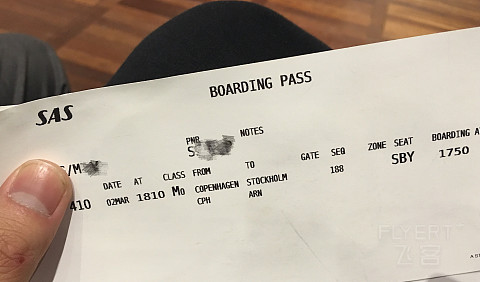 SAS
BOARDING PASS
PNR NOTES
S
S/M
DATE AT CLASS FROM TO GATE SEQ ZONE SEAT BOARDING A
410 02MAR 1810 Mo COPENHAGEN STOCKHOLM 188 SBY 1750
CPH ARN